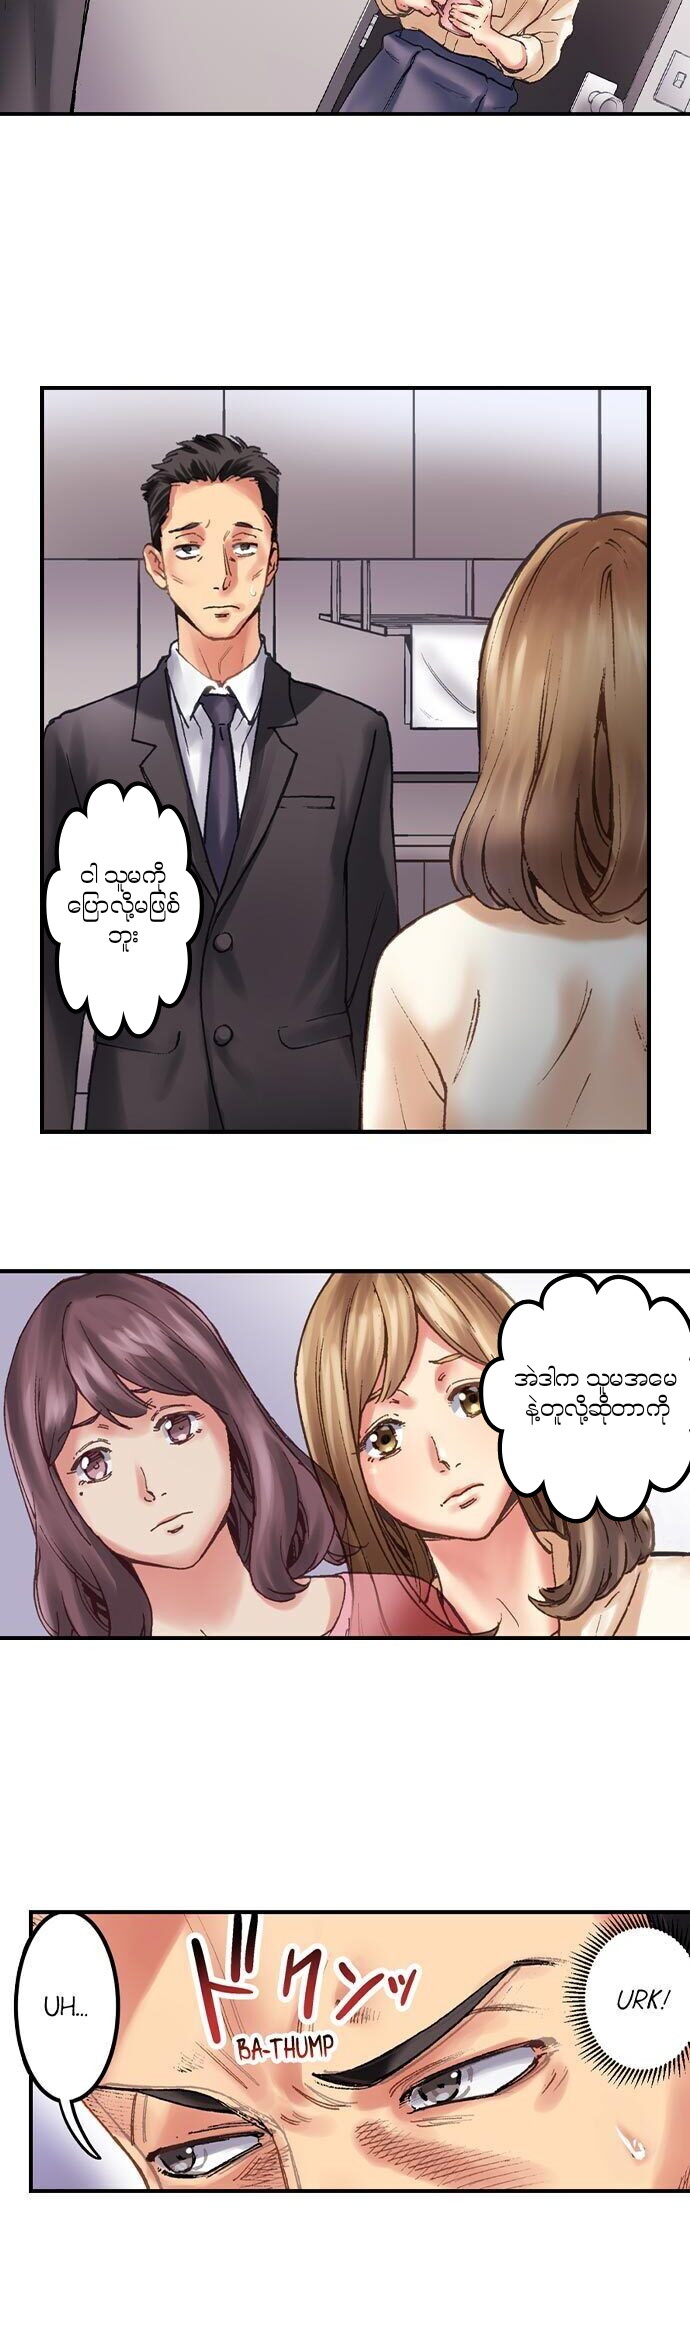 ငါ သူမကို
ပြောလို့မဖြစ်
ဘူး
အဲဒါက သူမအမေ
နဲ့တူလို့ဆိုတာကို
UH...
ドクンッ
BA-THUMP
URK!